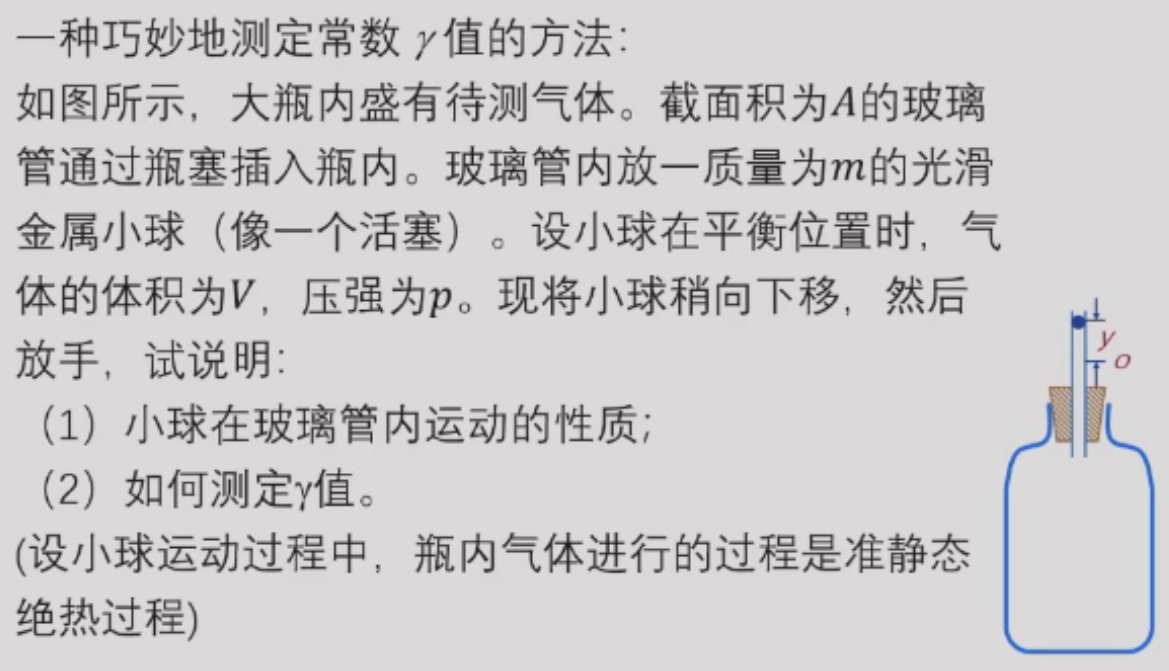 一种巧妙地测定常数 γ 值的方法：
如图所示，大瓶内盛有待测气体。截面积为A的玻璃
管通过瓶塞插入瓶内。玻璃管内放一质量为m的光滑
金属小球（像一个活塞）。设小球在平衡位置时，气
体的体积为V，压强为p。现将小球稍向下移，然后
放手，试说明：
（1）小球在玻璃管内运动的性质；
（2）如何测定γ值。
(设小球运动过程中，瓶内气体进行的过程是准静态
绝热过程)
y
o